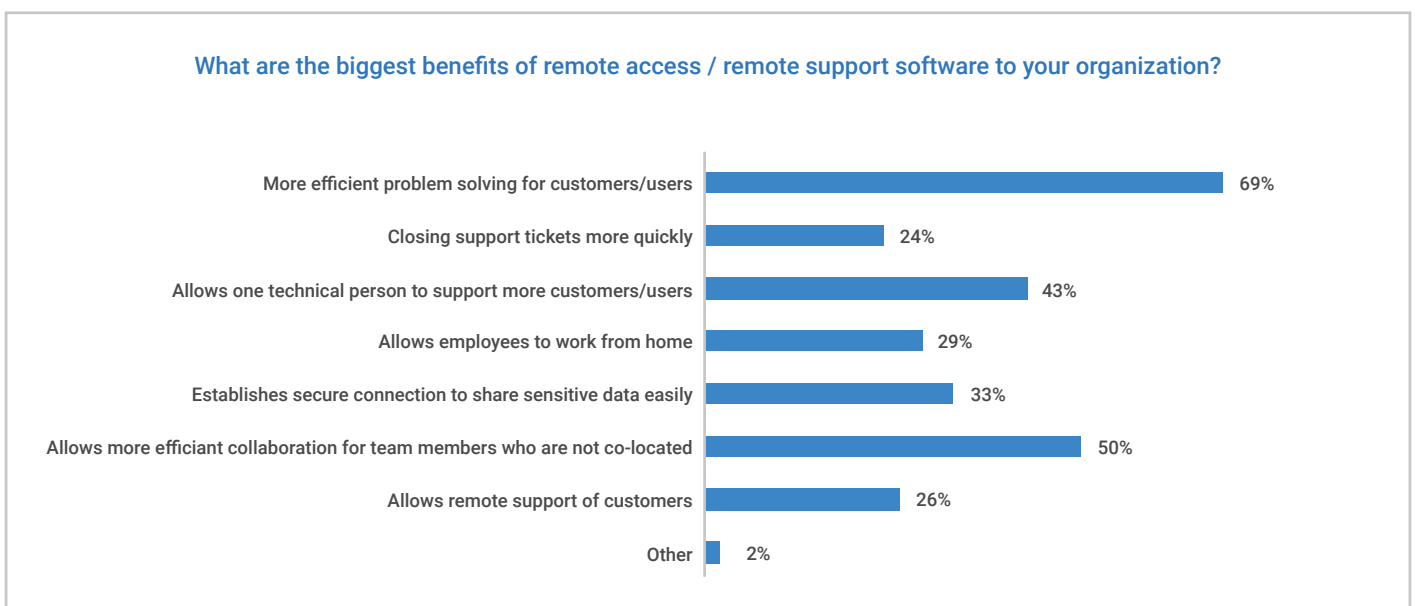 What are the biggest benefits of remote access / remote support software to your organization?
More efficient problem solving for customers/users 69%
Closing support tickets more quickly 24%
Allows one technical person to support more customers/users 43%
Allows employees to work from home 29%
Establishes secure connection to share sensitive data easily 33%
Allows more efficiant collaboration for team members who are not co-located 50%
Allows remote support of customers 26%
Other 2%